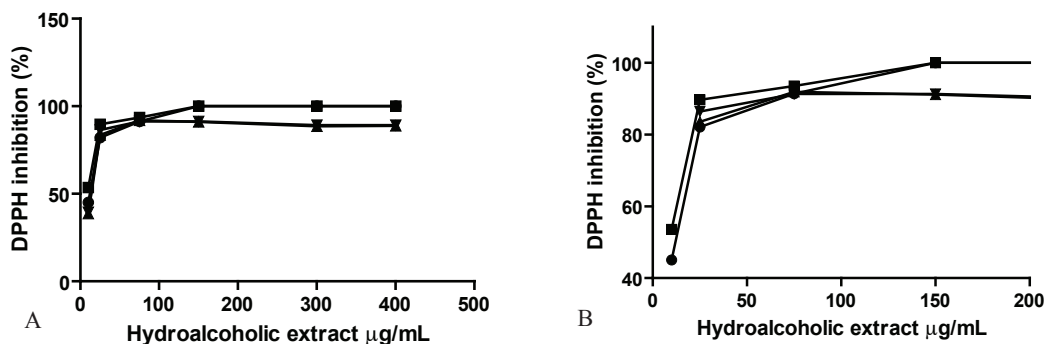 150
100
50
0
0 100 200 300 400 500
DPPH inhibition (%)
Hydroalcoholic extract μg/mL
A
100
80
60
40
0 50 100 150 200
DPPH inhibition (%)
Hydroalcoholic extract μg/mL
B